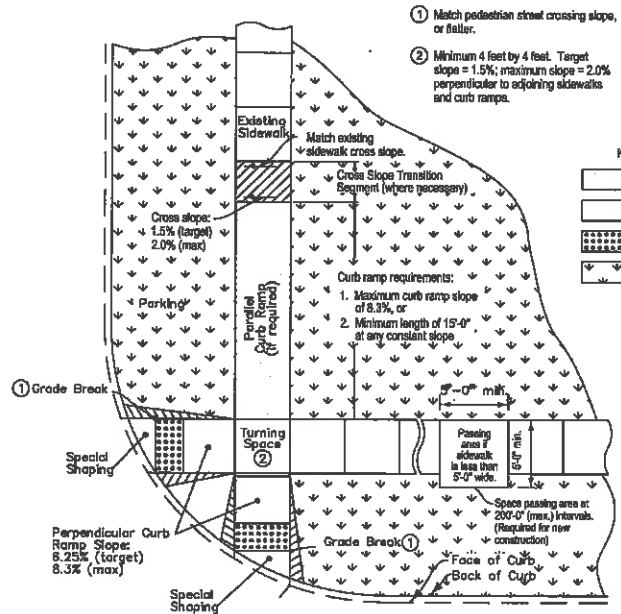 ① Match pedestrian street crossing slope,
or flatter.
② Minimum 4 feet by 4 feet. Target
slope = 1.5%; maximum slope = 2.0%
perpendicular to adjoining sidewalks
and curb ramps.
Existing
Sidewalk
Match existing
sidewalk cross slope.
Cross Slope Transition
Segment (where necessary)
Cross slope:
1.5% (target)
2.0% (max)
Parking
Parallel
Curb Ramp
(if required)
Curb ramp requirements:
1. Maximum curb ramp slope
of 8.3%, or
2. Minimum length of 15'-0"
at any constant slope
① Grade Break
5'-0" min.
Special
Shaping
Turning
Space
②
Passing
area if
sidewalk
is less than
5'-0" wide.
5'-0" min.
Perpendicular Curb
Ramp Slope:
6.25% (target)
8.3% (max)
Space passing area at
200'-0" (max.) intervals.
(Required for new
construction)
Grade Break ①
Face of Curb
Back of Curb
Special
Shaping